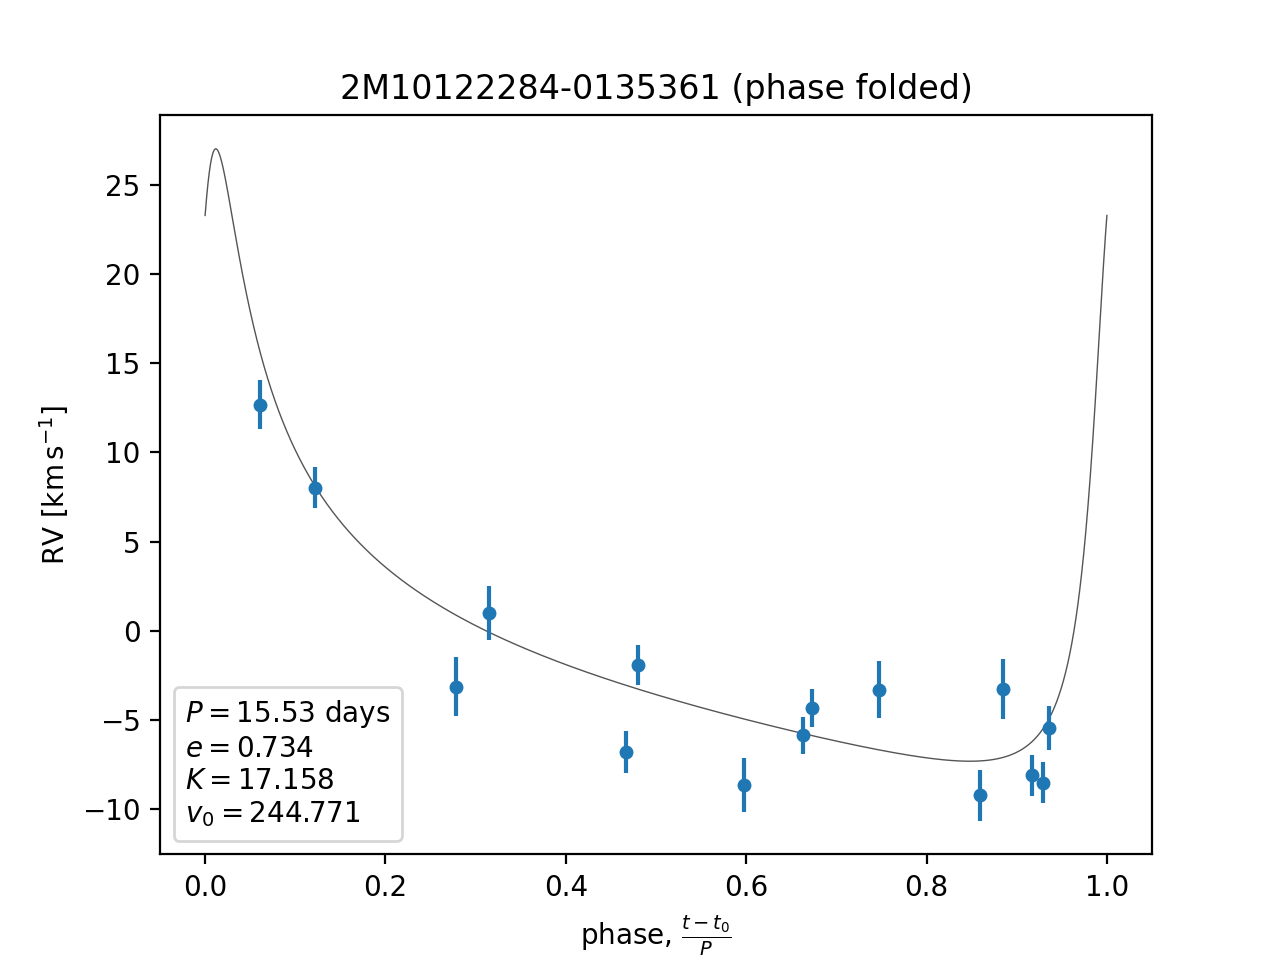 2M10122284-0135361 (phase folded)
RV [km s⁻¹]
25
20
15
10
5
0
−5
−10
P = 15.53 days
e = 0.734
K = 17.158
v₀ = 244.771
0.0 0.2 0.4 0.6 0.8 1.0
phase, (t − t₀)/P